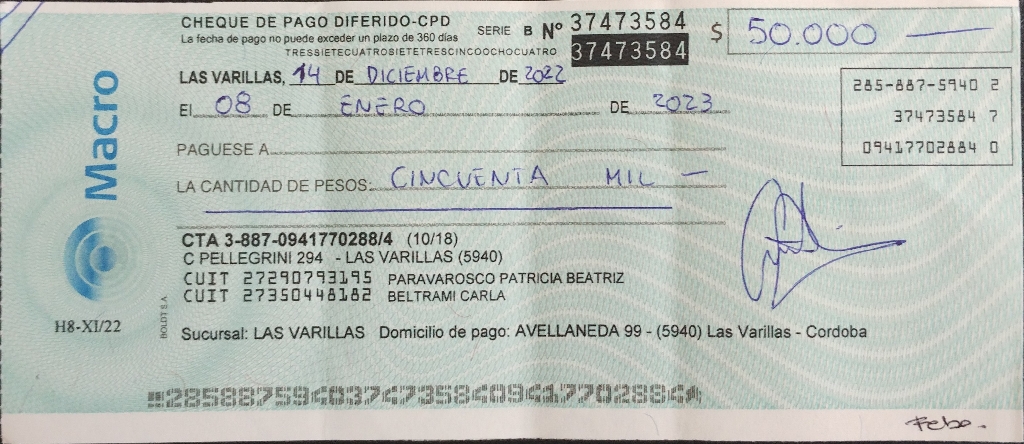 CHEQUE DE PAGO DIFERIDO-CPD SERIE B Nº 37473584 $ 50.000
La fecha de pago no puede exceder un plazo de 360 días 37473584
TRESSIETECUATROSIETETRESCINCOOCHOCUATRO
LAS VARILLAS, 14 DE DICIEMBRE DE 2022
El 08 DE ENERO DE 2023
285-887-5940 2
37473584 7
09417702884 0
PAGUESE A
LA CANTIDAD DE PESOS: CINCUENTA MIL —
Macro
CTA 3-887-0941770288/4 (10/18)
C PELLEGRINI 294 - LAS VARILLAS (5940)
CUIT 27290793195 PARAVAROSCO PATRICIA BEATRIZ
CUIT 27350448182 BELTRAMI CARLA
BOLDT S.A
H8-XI/22
Sucursal: LAS VARILLAS Domicilio de pago: AVELLANEDA 99 - (5940) Las Varillas - Cordoba
28588759403747358409417702884
Febo.